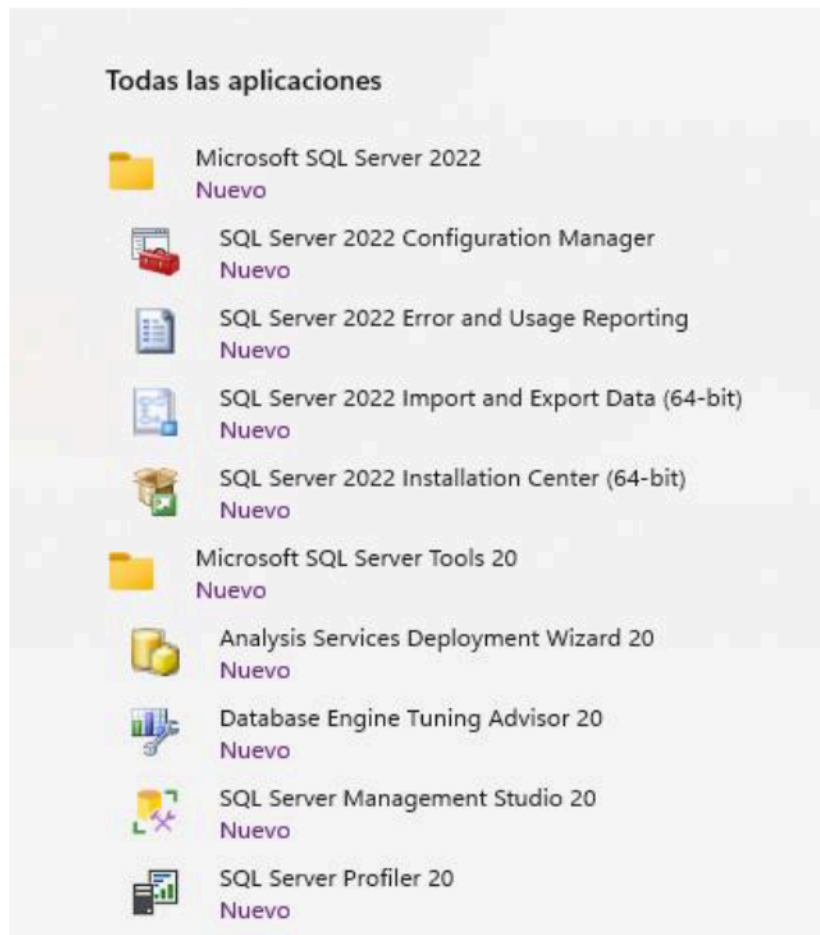 Todas las aplicaciones
Microsoft SQL Server 2022
Nuevo
SQL Server 2022 Configuration Manager
Nuevo
SQL Server 2022 Error and Usage Reporting
Nuevo
SQL Server 2022 Import and Export Data (64-bit)
Nuevo
SQL Server 2022 Installation Center (64-bit)
Nuevo
Microsoft SQL Server Tools 20
Nuevo
Analysis Services Deployment Wizard 20
Nuevo
Database Engine Tuning Advisor 20
Nuevo
SQL Server Management Studio 20
Nuevo
SQL Server Profiler 20
Nuevo